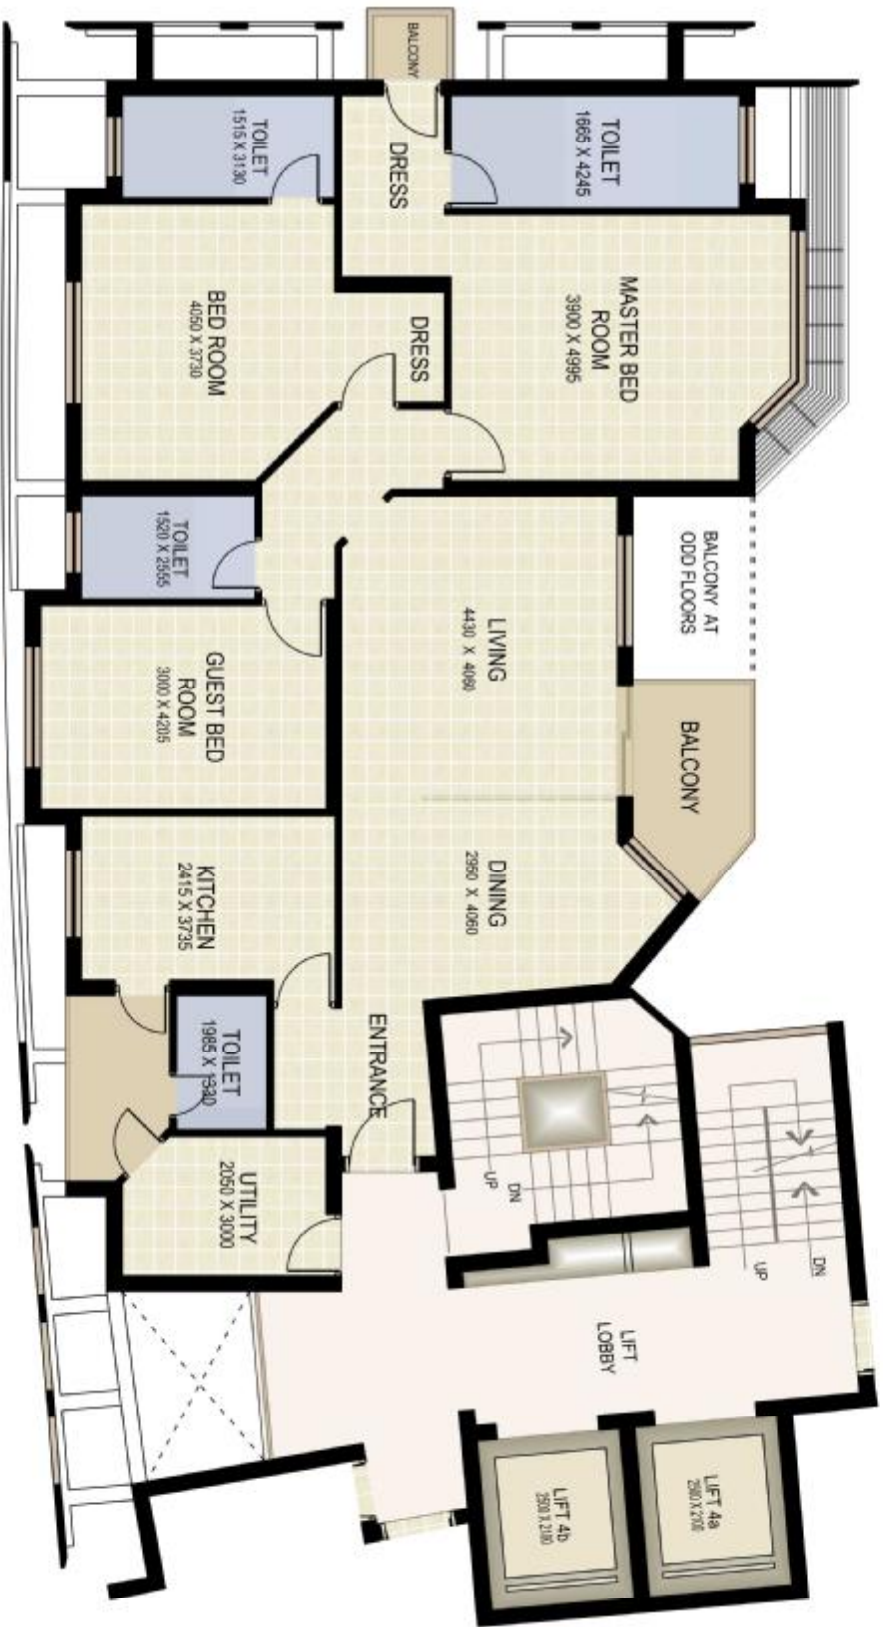 BALCONY
TOILET
1515 X 3130
DRESS
TOILET
1665 X 4245
MASTER BED
ROOM
3900 X 4995
DRESS
BED ROOM
4050 X 3730
TOILET
1520 X 2555
BALCONY AT
ODD FLOORS
LIVING
4430 X 4060
GUEST BED
ROOM
3000 X 4205
BALCONY
DINING
2950 X 4060
KITCHEN
2415 X 3735
ENTRANCE
TOILET
1985 X 1330
UTILITY
2050 X 3000
UP
DN
UP
DN
LIFT
LOBBY
LIFT 4b
LIFT 4a